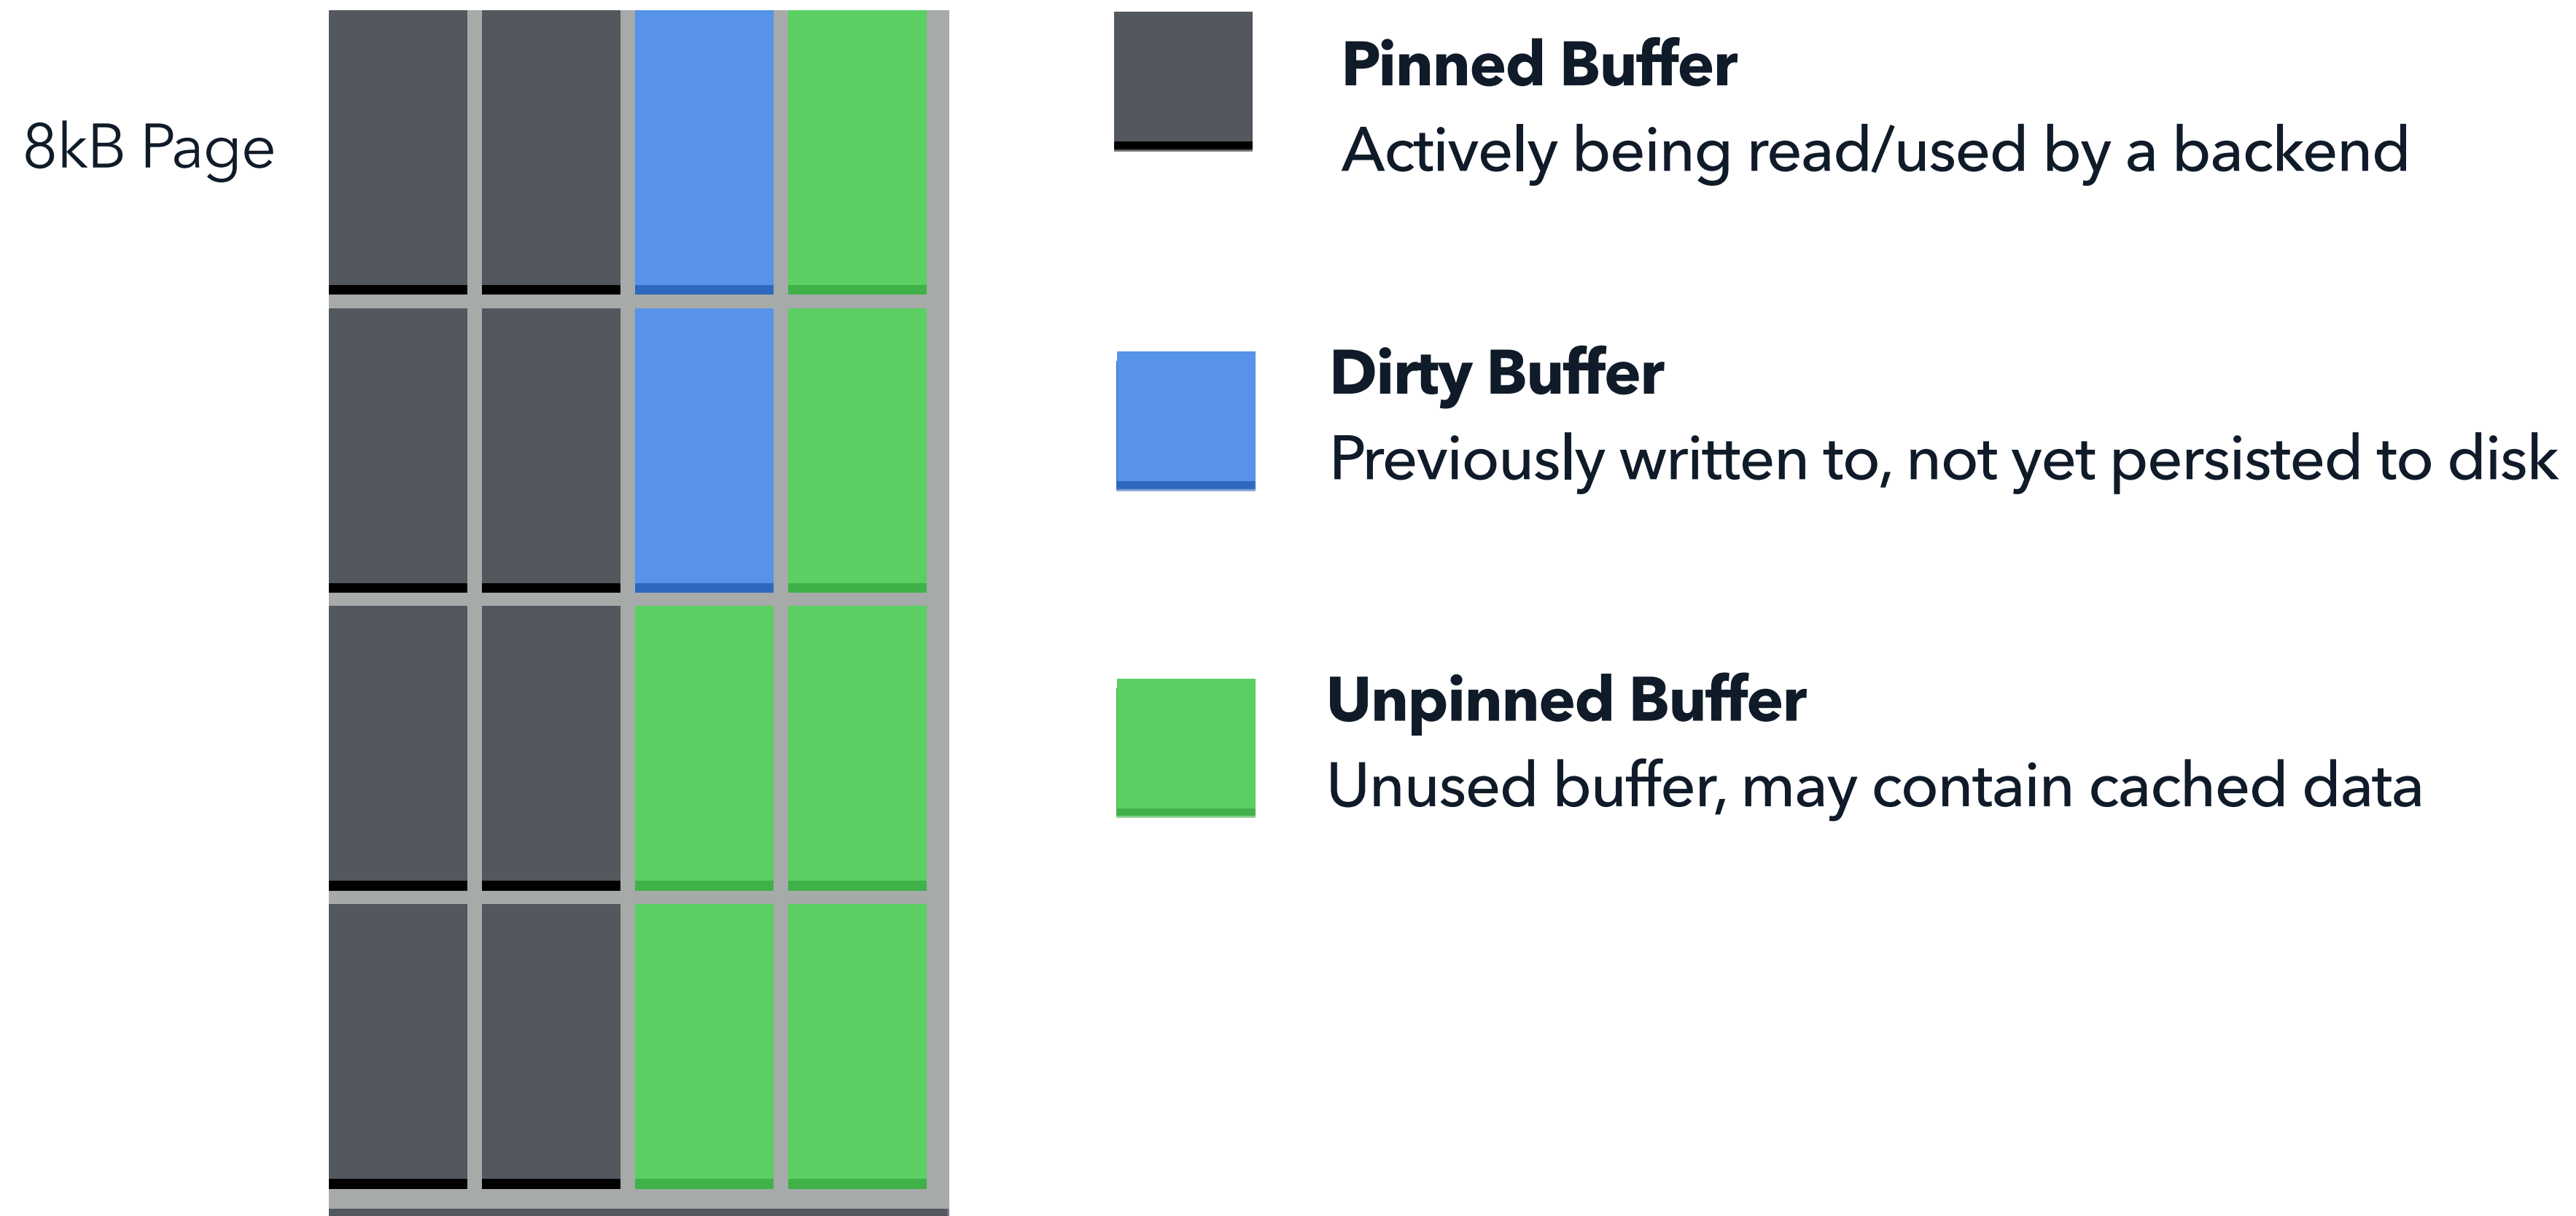 8kB Page
Pinned Buffer
Actively being read/used by a backend
Dirty Buffer
Previously written to, not yet persisted to disk
Unpinned Buffer
Unused buffer, may contain cached data